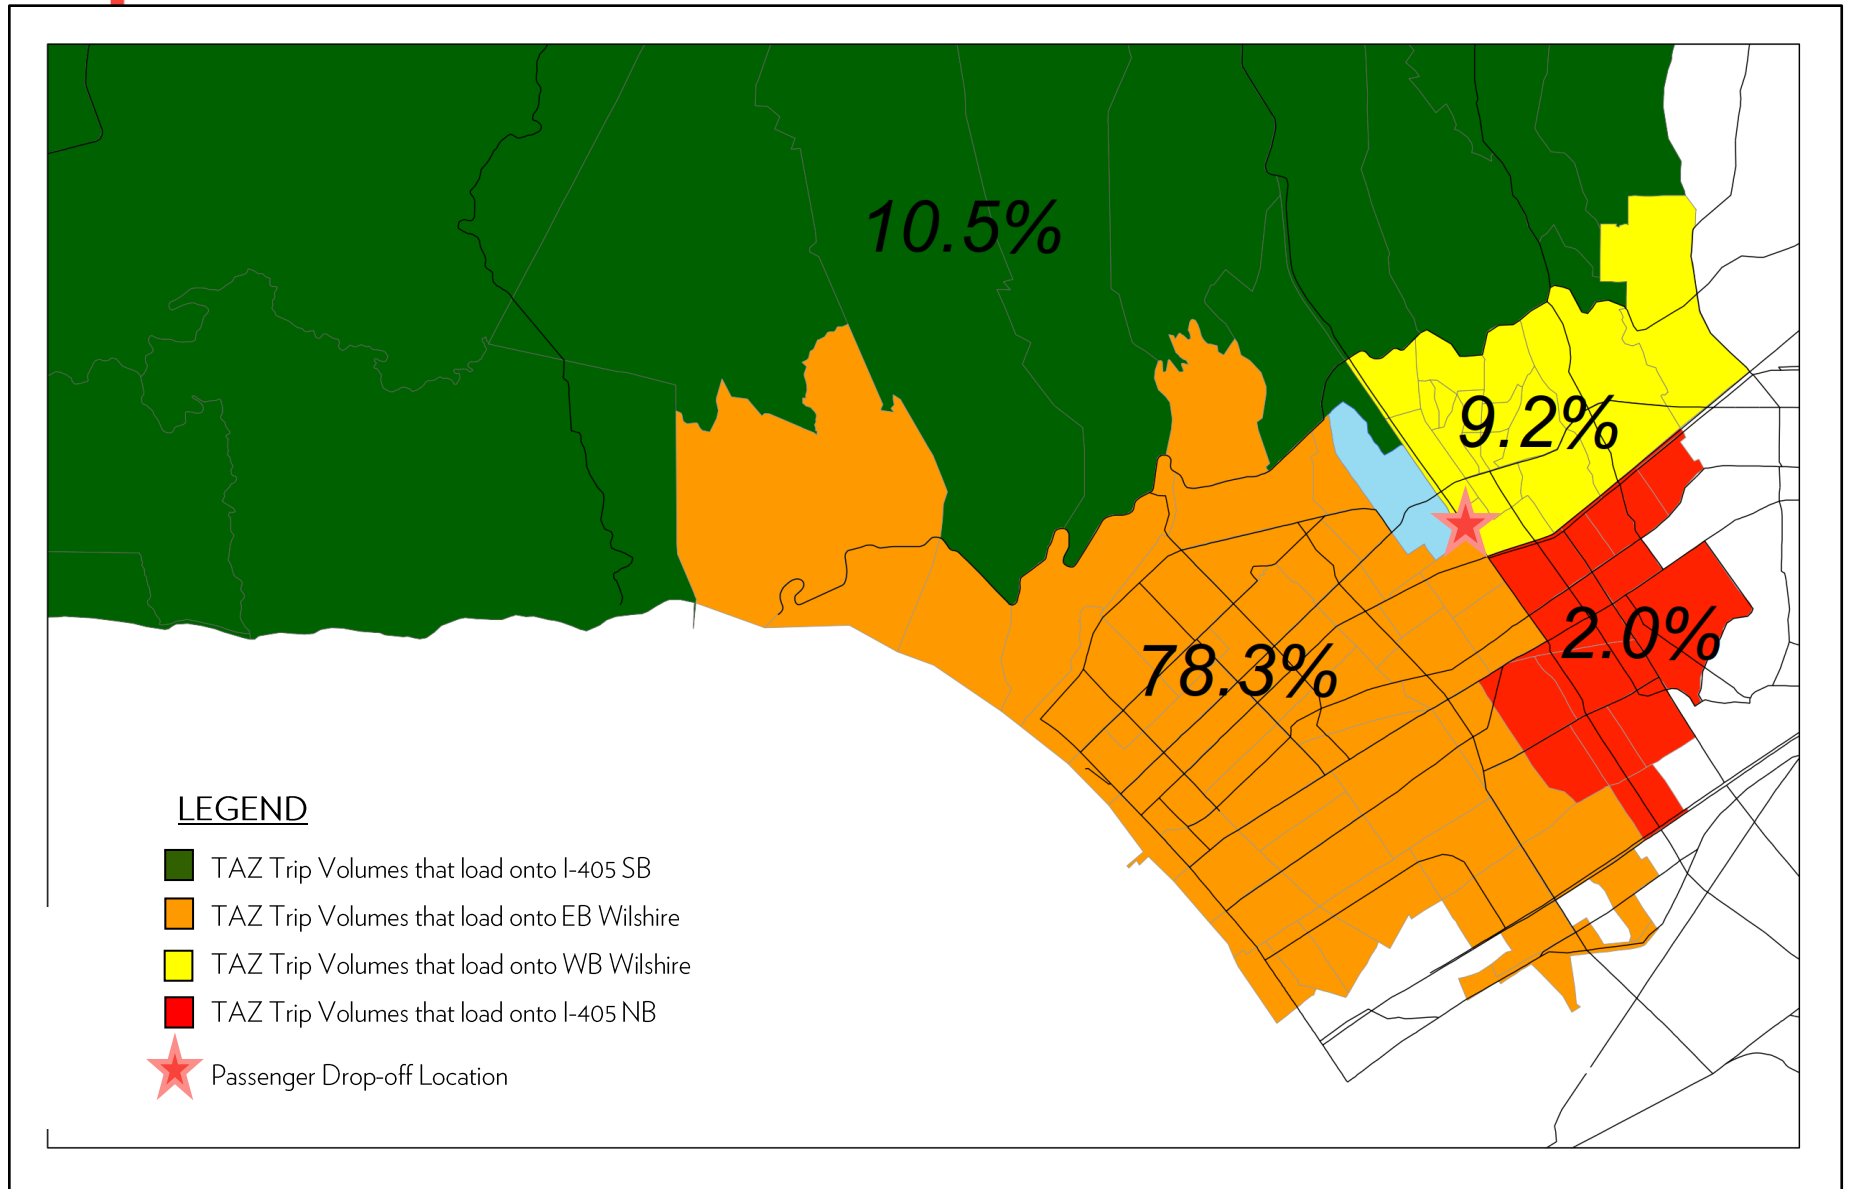 10.5%
9.2%
2.0%
78.3%
LEGEND
TAZ Trip Volumes that load onto I-405 SB
TAZ Trip Volumes that load onto EB Wilshire
TAZ Trip Volumes that load onto WB Wilshire
TAZ Trip Volumes that load onto I-405 NB
Passenger Drop-off Location